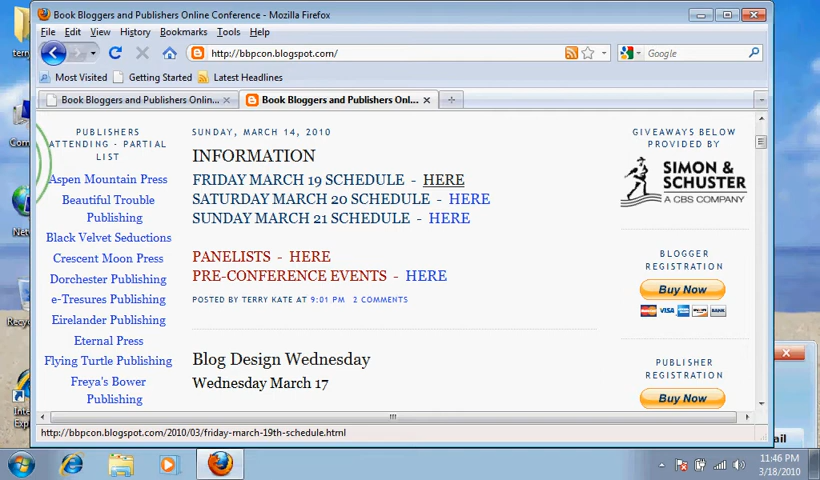 Book Bloggers and Publishers Online Conference - Mozilla Firefox
File Edit View History Bookmarks Tools Help
http://bbpcon.blogspot.com/
Google
Most Visited Getting Started Latest Headlines
Book Bloggers and Publishers Onlin...
Book Bloggers and Publishers Onl...
PUBLISHERS
ATTENDING - PARTIAL
LIST
Aspen Mountain Press
Beautiful Trouble
Publishing
Black Velvet Seductions
Crescent Moon Press
Dorchester Publishing
e-Tresures Publishing
Eirelander Publishing
Eternal Press
Flying Turtle Publishing
Freya's Bower
Publishing
SUNDAY, MARCH 14, 2010
INFORMATION
FRIDAY MARCH 19 SCHEDULE - HERE
SATURDAY MARCH 20 SCHEDULE - HERE
SUNDAY MARCH 21 SCHEDULE - HERE
PANELISTS - HERE
PRE-CONFERENCE EVENTS - HERE
POSTED BY TERRY KATE AT 9:01 PM 2 COMMENTS
Blog Design Wednesday
Wednesday March 17
GIVEAWAYS BELOW
PROVIDED BY
SIMON &
SCHUSTER
A CBS COMPANY
BLOGGER
REGISTRATION
Buy Now
VISA
PUBLISHER
REGISTRATION
Buy Now
http://bbpcon.blogspot.com/2010/03/friday-march-19th-schedule.html
11:46 PM
3/18/2010